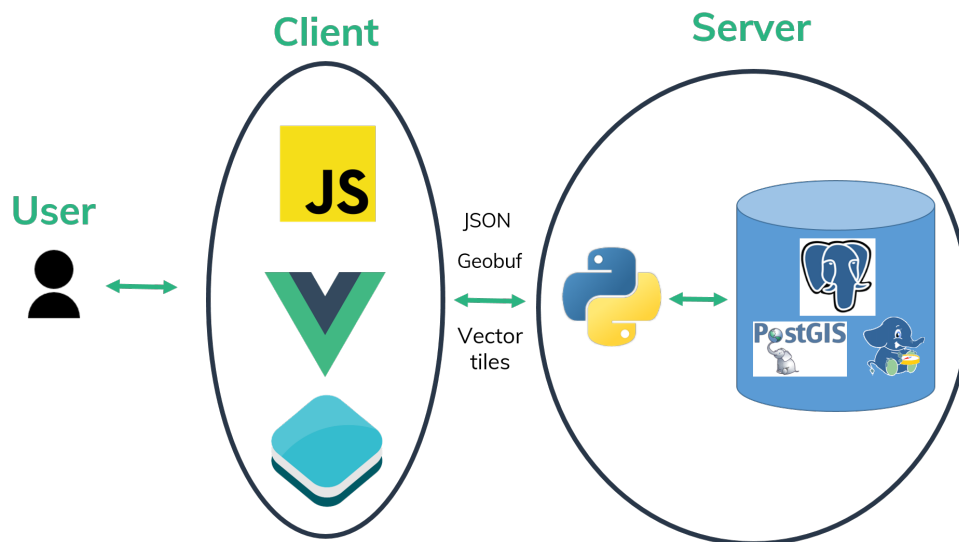 Client
Server
User
JS
JSON
Geobuf
Vector
tiles
PostGIS